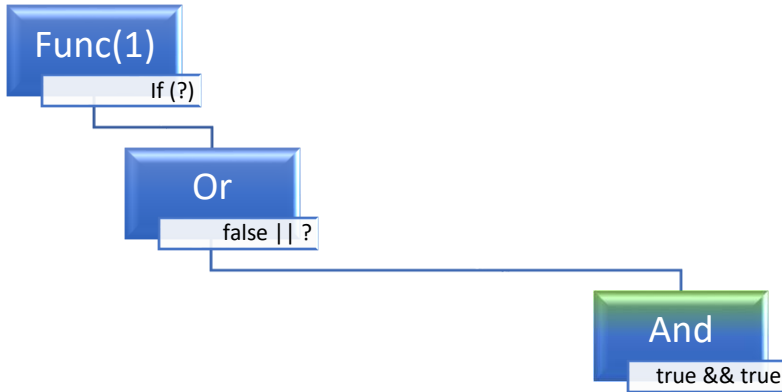 Func(1)
If (?)
Or
false || ?
And
true && true